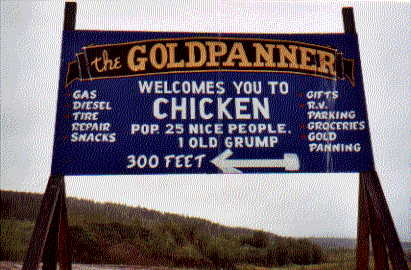 the GOLDPANNER
WELCOMES YOU TO
CHICKEN
POP. 25 NICE PEOPLE.
1 OLD GRUMP
300 FEET
GAS
DIESEL
TIRE
REPAIR
SNACKS
GIFTS
R.V.
PARKING
GROCERIES
GOLD
PANNING